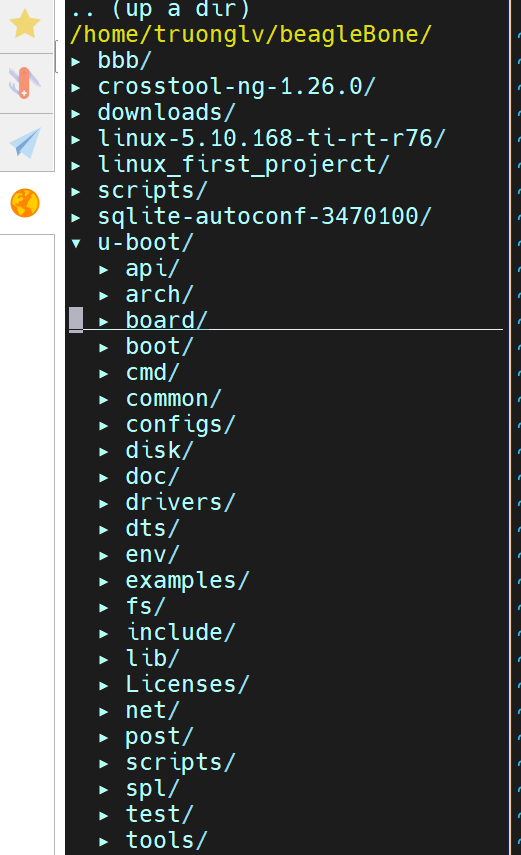 .. (up a dir)
/home/truonglv/beagleBone/
▸ bbb/
▸ crosstool-ng-1.26.0/
▸ downloads/
▸ linux-5.10.168-ti-rt-r76/
▸ linux_first_projerct/
▸ scripts/
▸ sqlite-autoconf-3470100/
▾ u-boot/
▸ api/
▸ arch/
▸ board/
▸ boot/
▸ cmd/
▸ common/
▸ configs/
▸ disk/
▸ doc/
▸ drivers/
▸ dts/
▸ env/
▸ examples/
▸ fs/
▸ include/
▸ lib/
▸ Licenses/
▸ net/
▸ post/
▸ scripts/
▸ spl/
▸ test/
▸ tools/